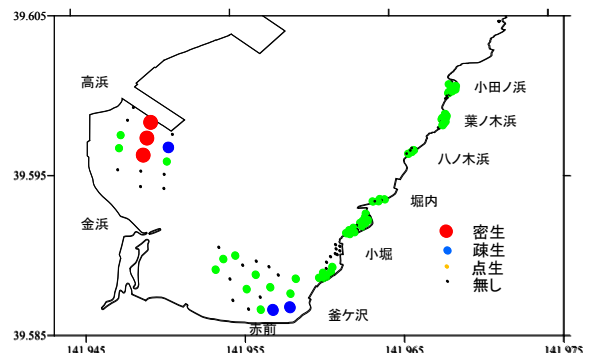 39.605
高浜
小田ノ浜
葉ノ木浜
八ノ木浜
39.595
堀内
金浜
密生
小堀
疎生
点生
無し
釜ケ沢
赤前
39.585
141.945
141.955
141.965
141.975